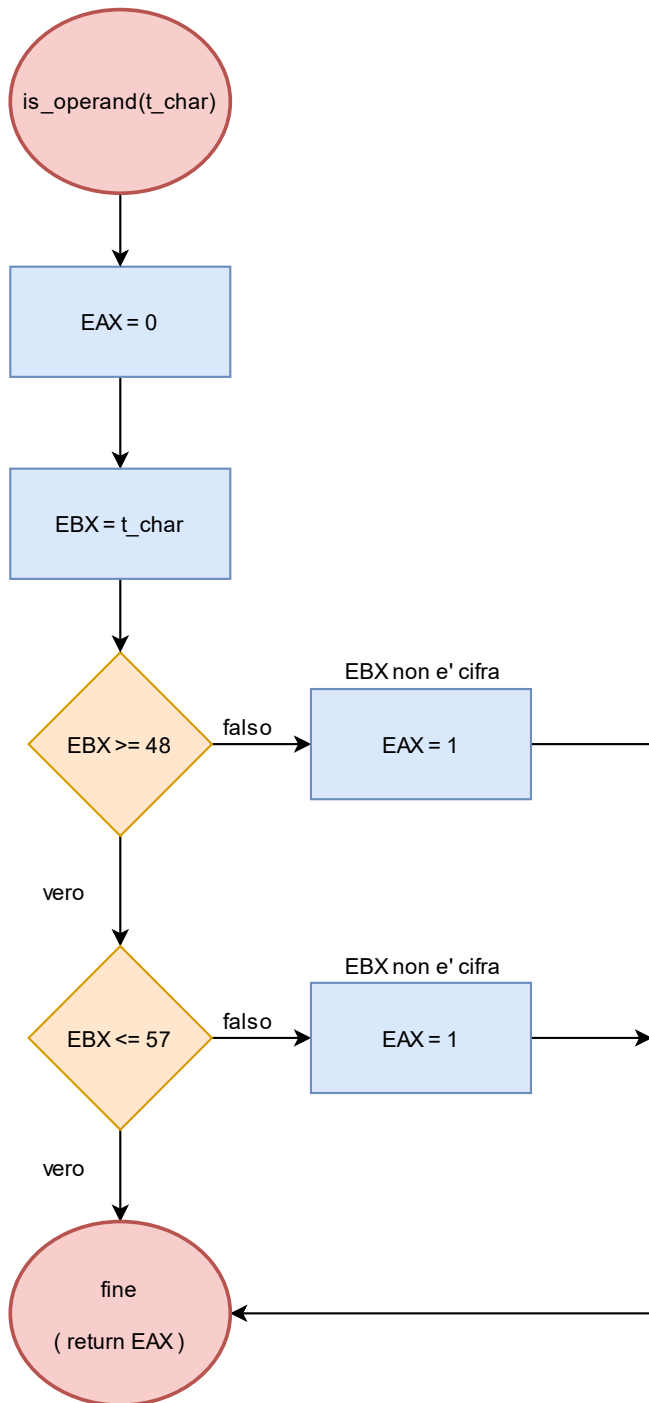 is_operand(t_char)
EAX = 0
EBX = t_char
EBX >= 48
falso
EBX non e' cifra
EAX = 1
vero
EBX <= 57
falso
EBX non e' cifra
EAX = 1
vero
fine
( return EAX )